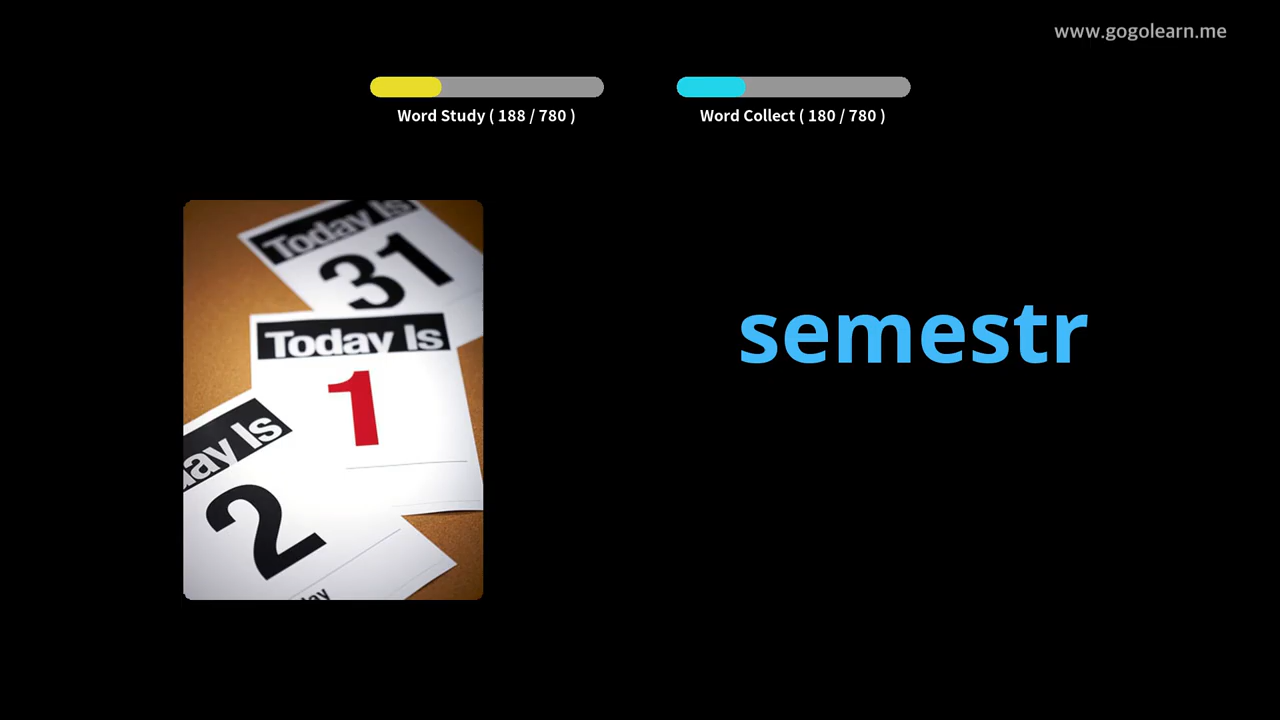 www.gogolearn.me
Word Study ( 188 / 780 )
Word Collect ( 180 / 780 )
Today Is
31
Today Is
1
semestr
day Is
2